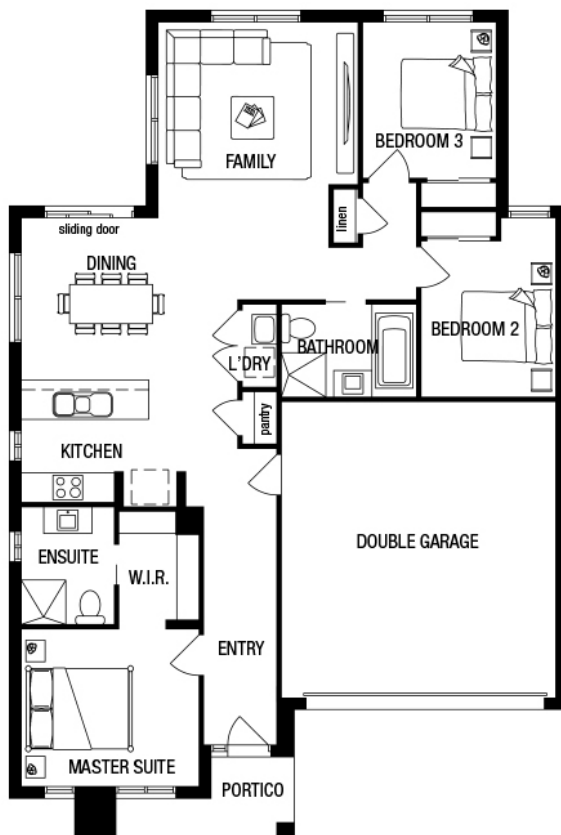 BEDROOM 3
FAMILY
linen
sliding door
DINING
BEDROOM 2
BATHROOM
L'DRY
pantry
KITCHEN
DOUBLE GARAGE
ENSUITE
W.I.R.
ENTRY
MASTER SUITE
PORTICO